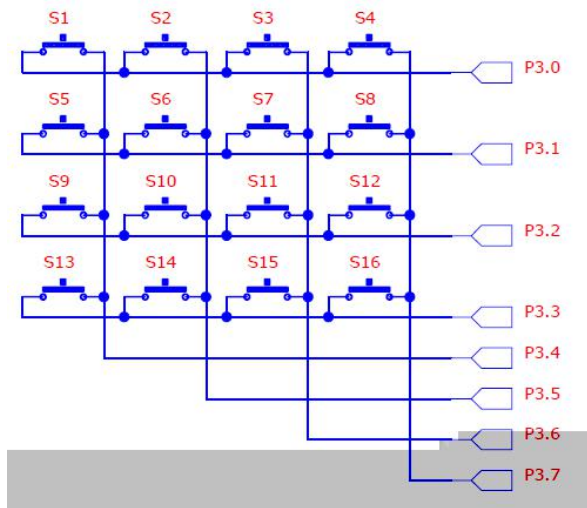 S1 S2 S3 S4
P3.0
S5 S6 S7 S8
P3.1
S9 S10 S11 S12
P3.2
S13 S14 S15 S16
P3.3
P3.4
P3.5
P3.6
P3.7